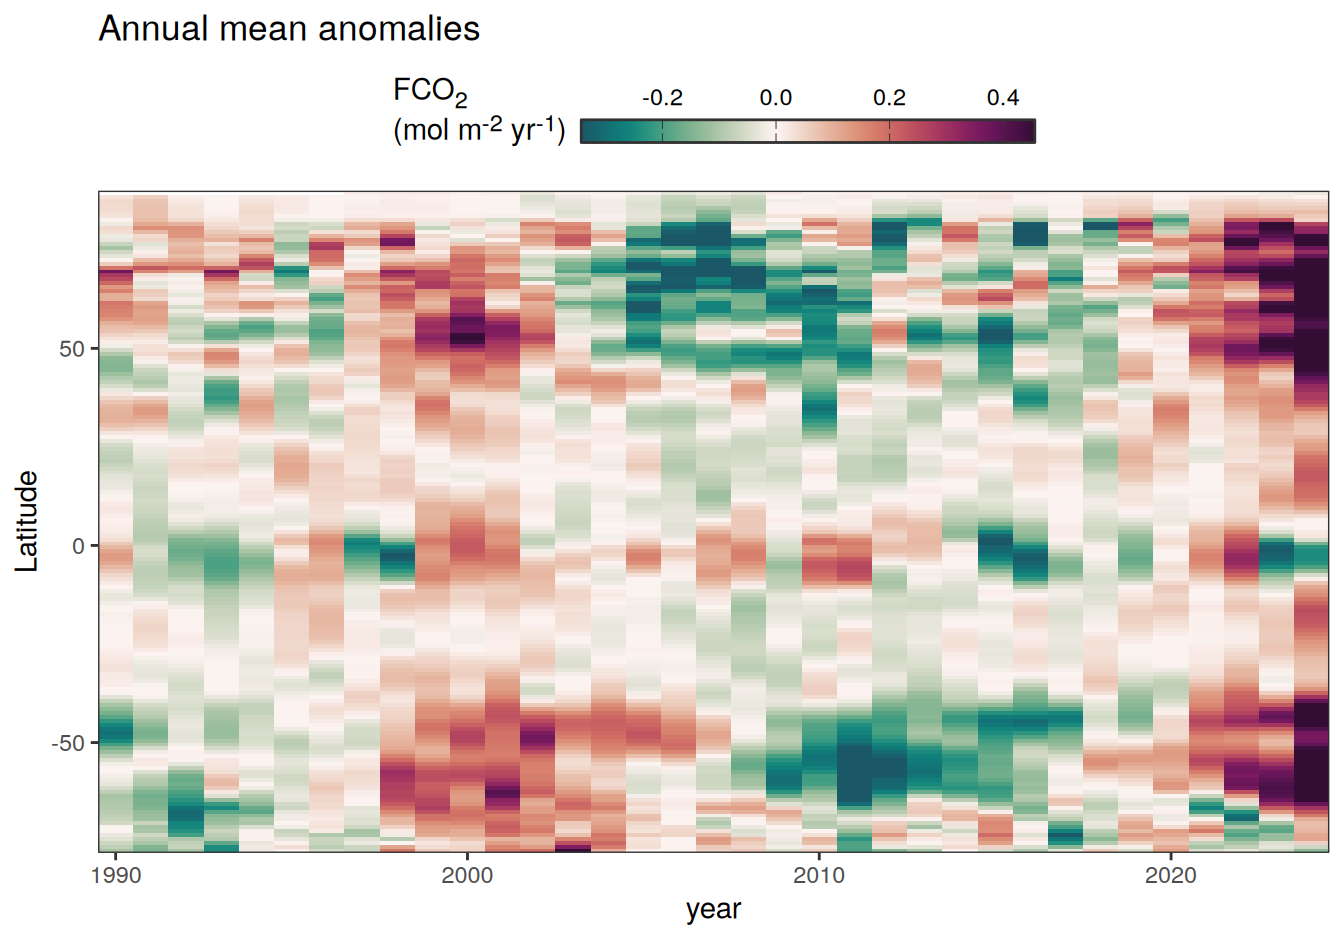 Annual mean anomalies
FCO₂
(mol m⁻² yr⁻¹)
-0.2 0.0 0.2 0.4
Latitude
50
0
-50
1990 2000 2010 2020
year